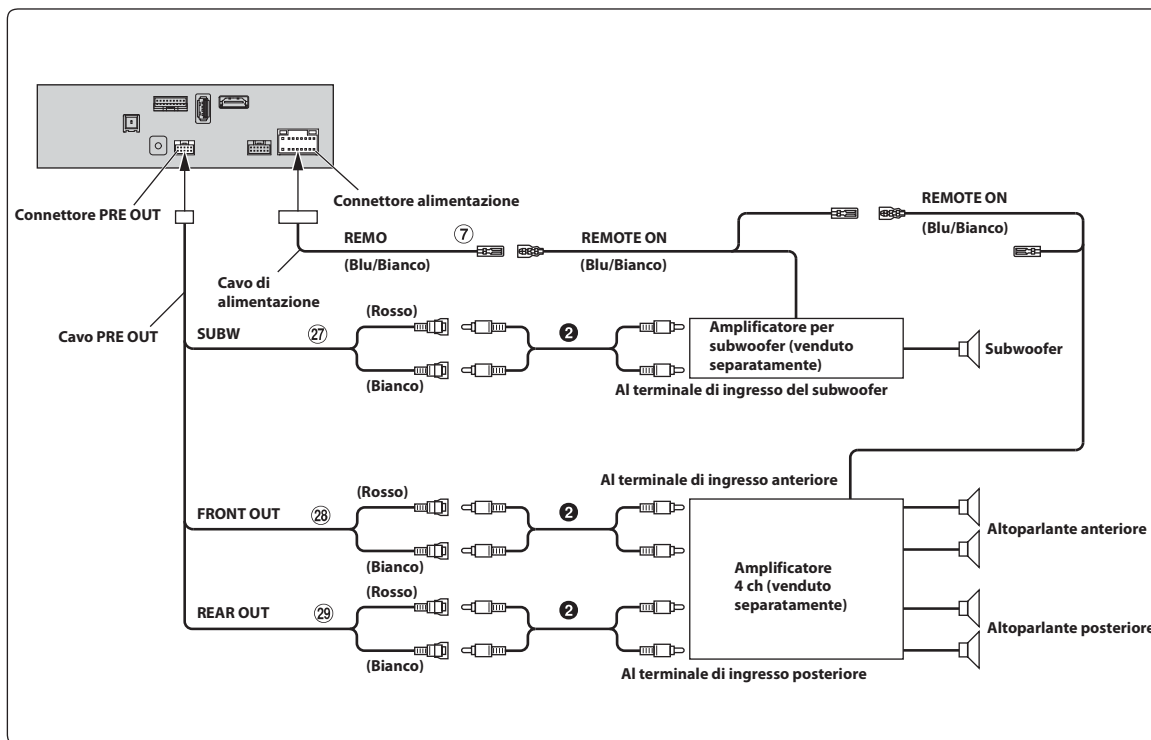 Connettore PRE OUT
Connettore alimentazione
REMOTE ON
(Blu/Bianco)
REMO
⑦
(Blu/Bianco)
REMOTE ON
(Blu/Bianco)
Cavo di
alimentazione
Cavo PRE OUT
SUBW
㉗
(Rosso)
(Bianco)
❷
Amplificatore per
subwoofer (venduto
separatamente)
Subwoofer
Al terminale di ingresso del subwoofer
Al terminale di ingresso anteriore
FRONT OUT
㉘
(Rosso)
(Bianco)
❷
Altoparlante anteriore
Amplificatore
4 ch (venduto
separatamente)
REAR OUT
㉙
(Rosso)
(Bianco)
❷
Altoparlante posteriore
Al terminale di ingresso posteriore